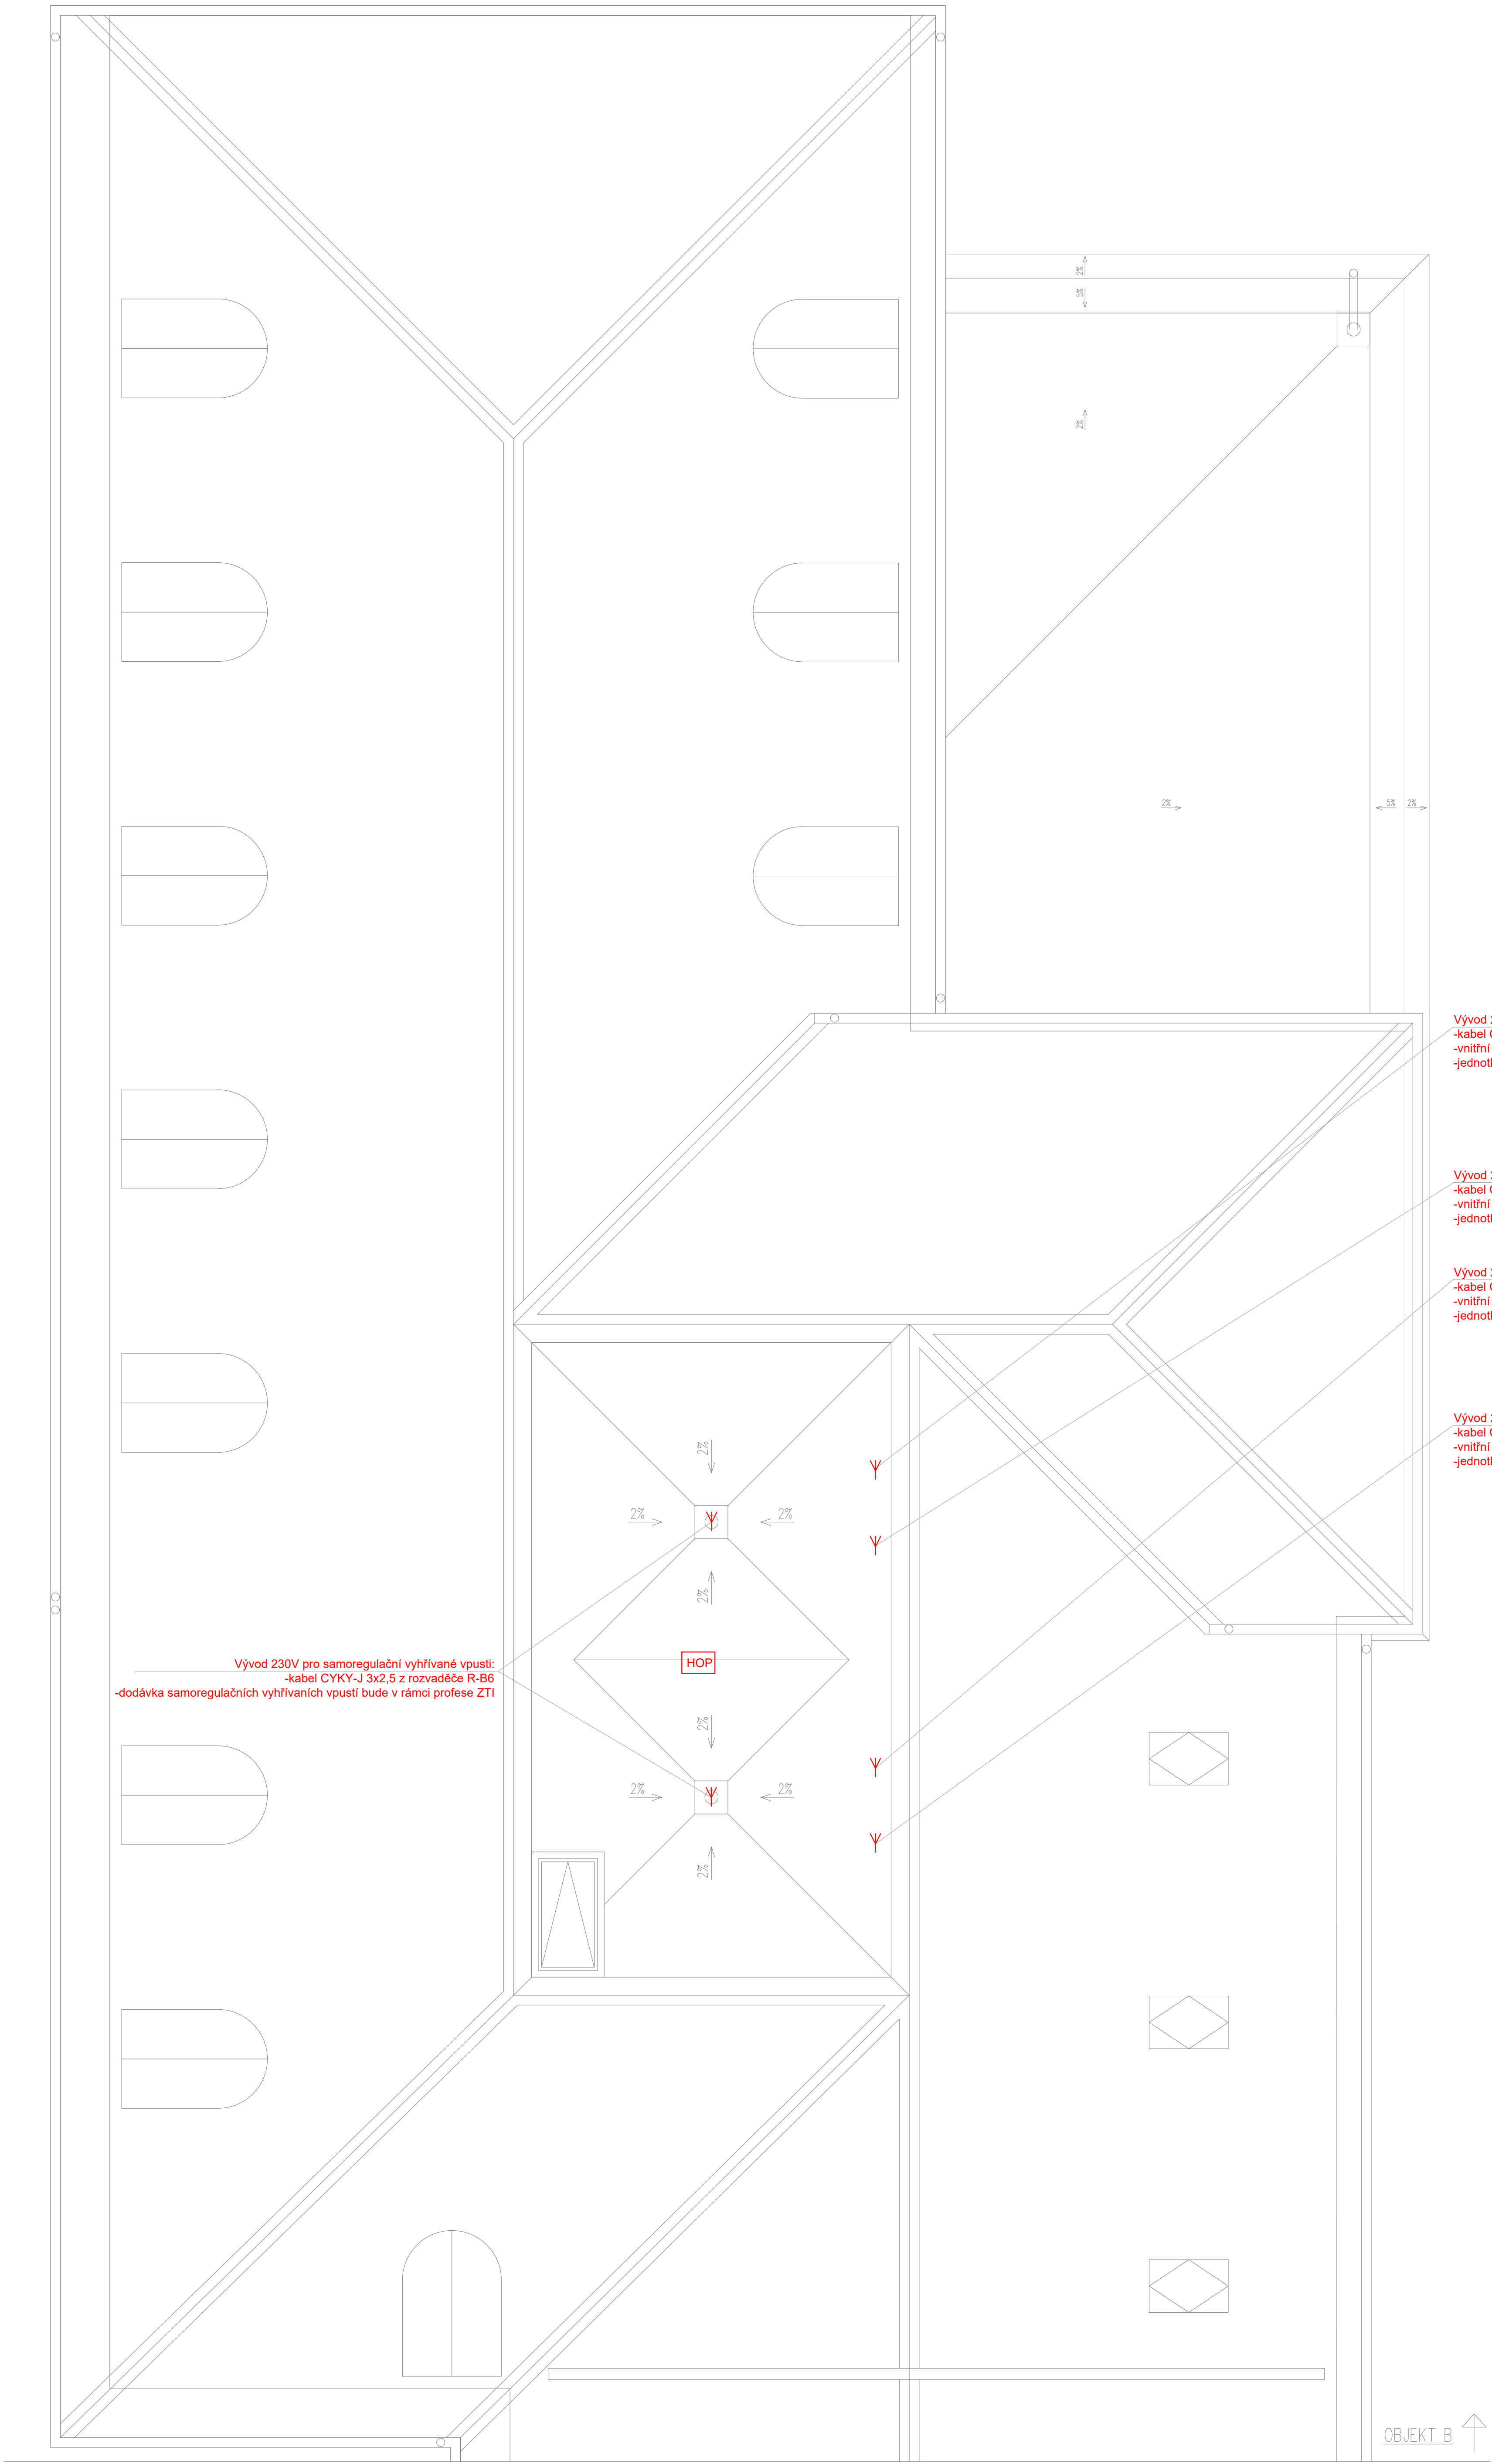 2%
5%
2%
2%
5%
2%
Vývod
-kabel
-vnitřní
Vývod
-kabel
-vnitřní
Vývod
-kabel
-vnitřní
Vývod
-kabel
-vnitřní
2%
2%
2%
2%
Vývod 230V pro samoregulační vyhřívané vpusti:
-kabel CYKY-J 3x2,5 z rozvaděče R-B6
-dodávka samoregulačních vyhřívaních vpustí bude v rámci profese ZTI
HOP
2%
2%
2%
2%
OBJEKT B